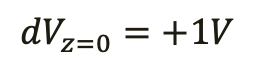 dV_{z=0} = +1V